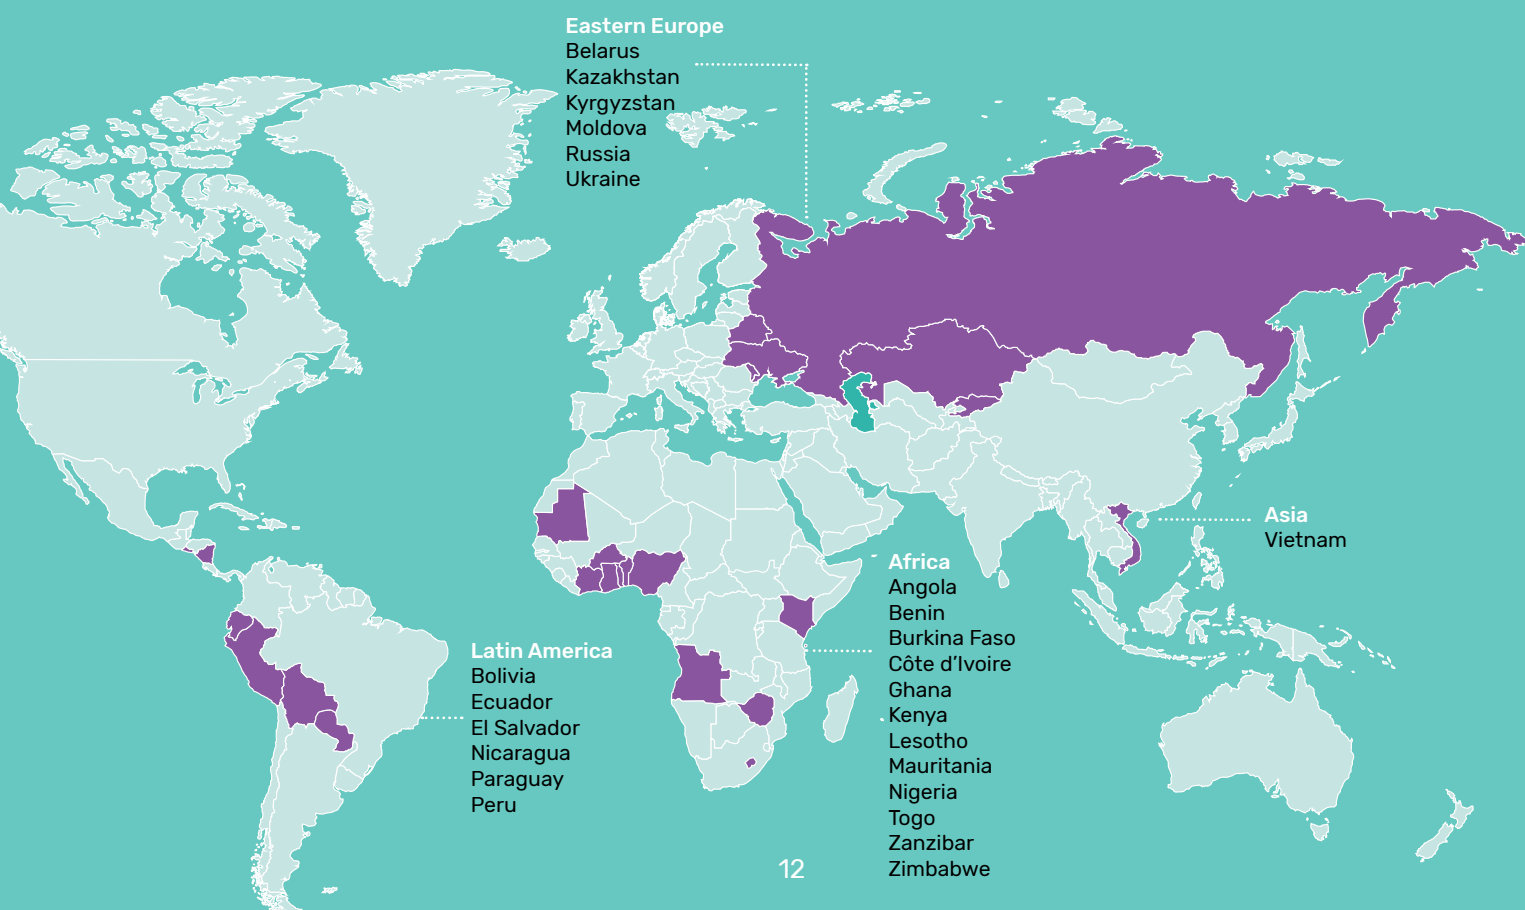 Eastern Europe
Belarus
Kazakhstan
Kyrgyzstan
Moldova
Russia
Ukraine
Asia
Vietnam
Africa
Angola
Benin
Burkina Faso
Côte d’Ivoire
Ghana
Kenya
Lesotho
Mauritania
Nigeria
Togo
Zanzibar
Zimbabwe
Latin America
Bolivia
Ecuador
El Salvador
Nicaragua
Paraguay
Peru
12